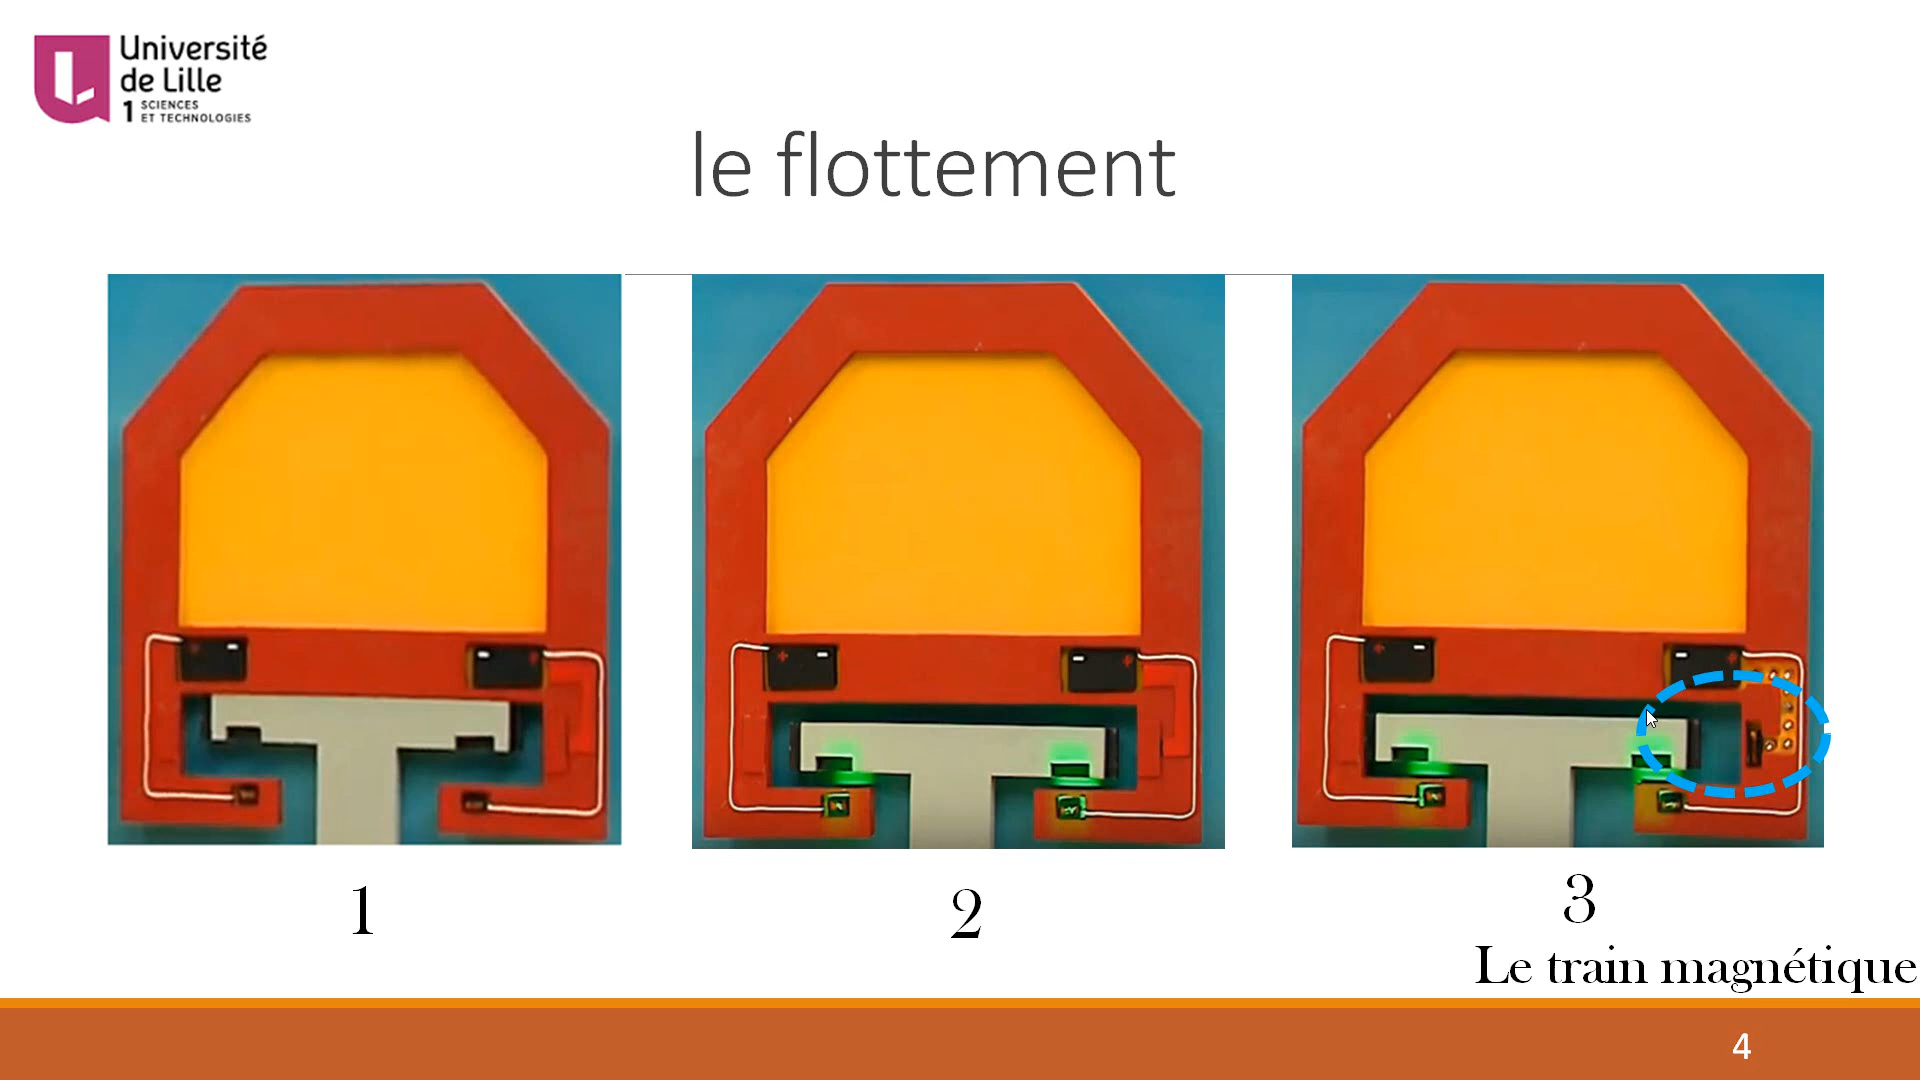 Université
de Lille
1 SCIENCES
ET TECHNOLOGIES
le flottement
1
2
3
Le train magnétique
4